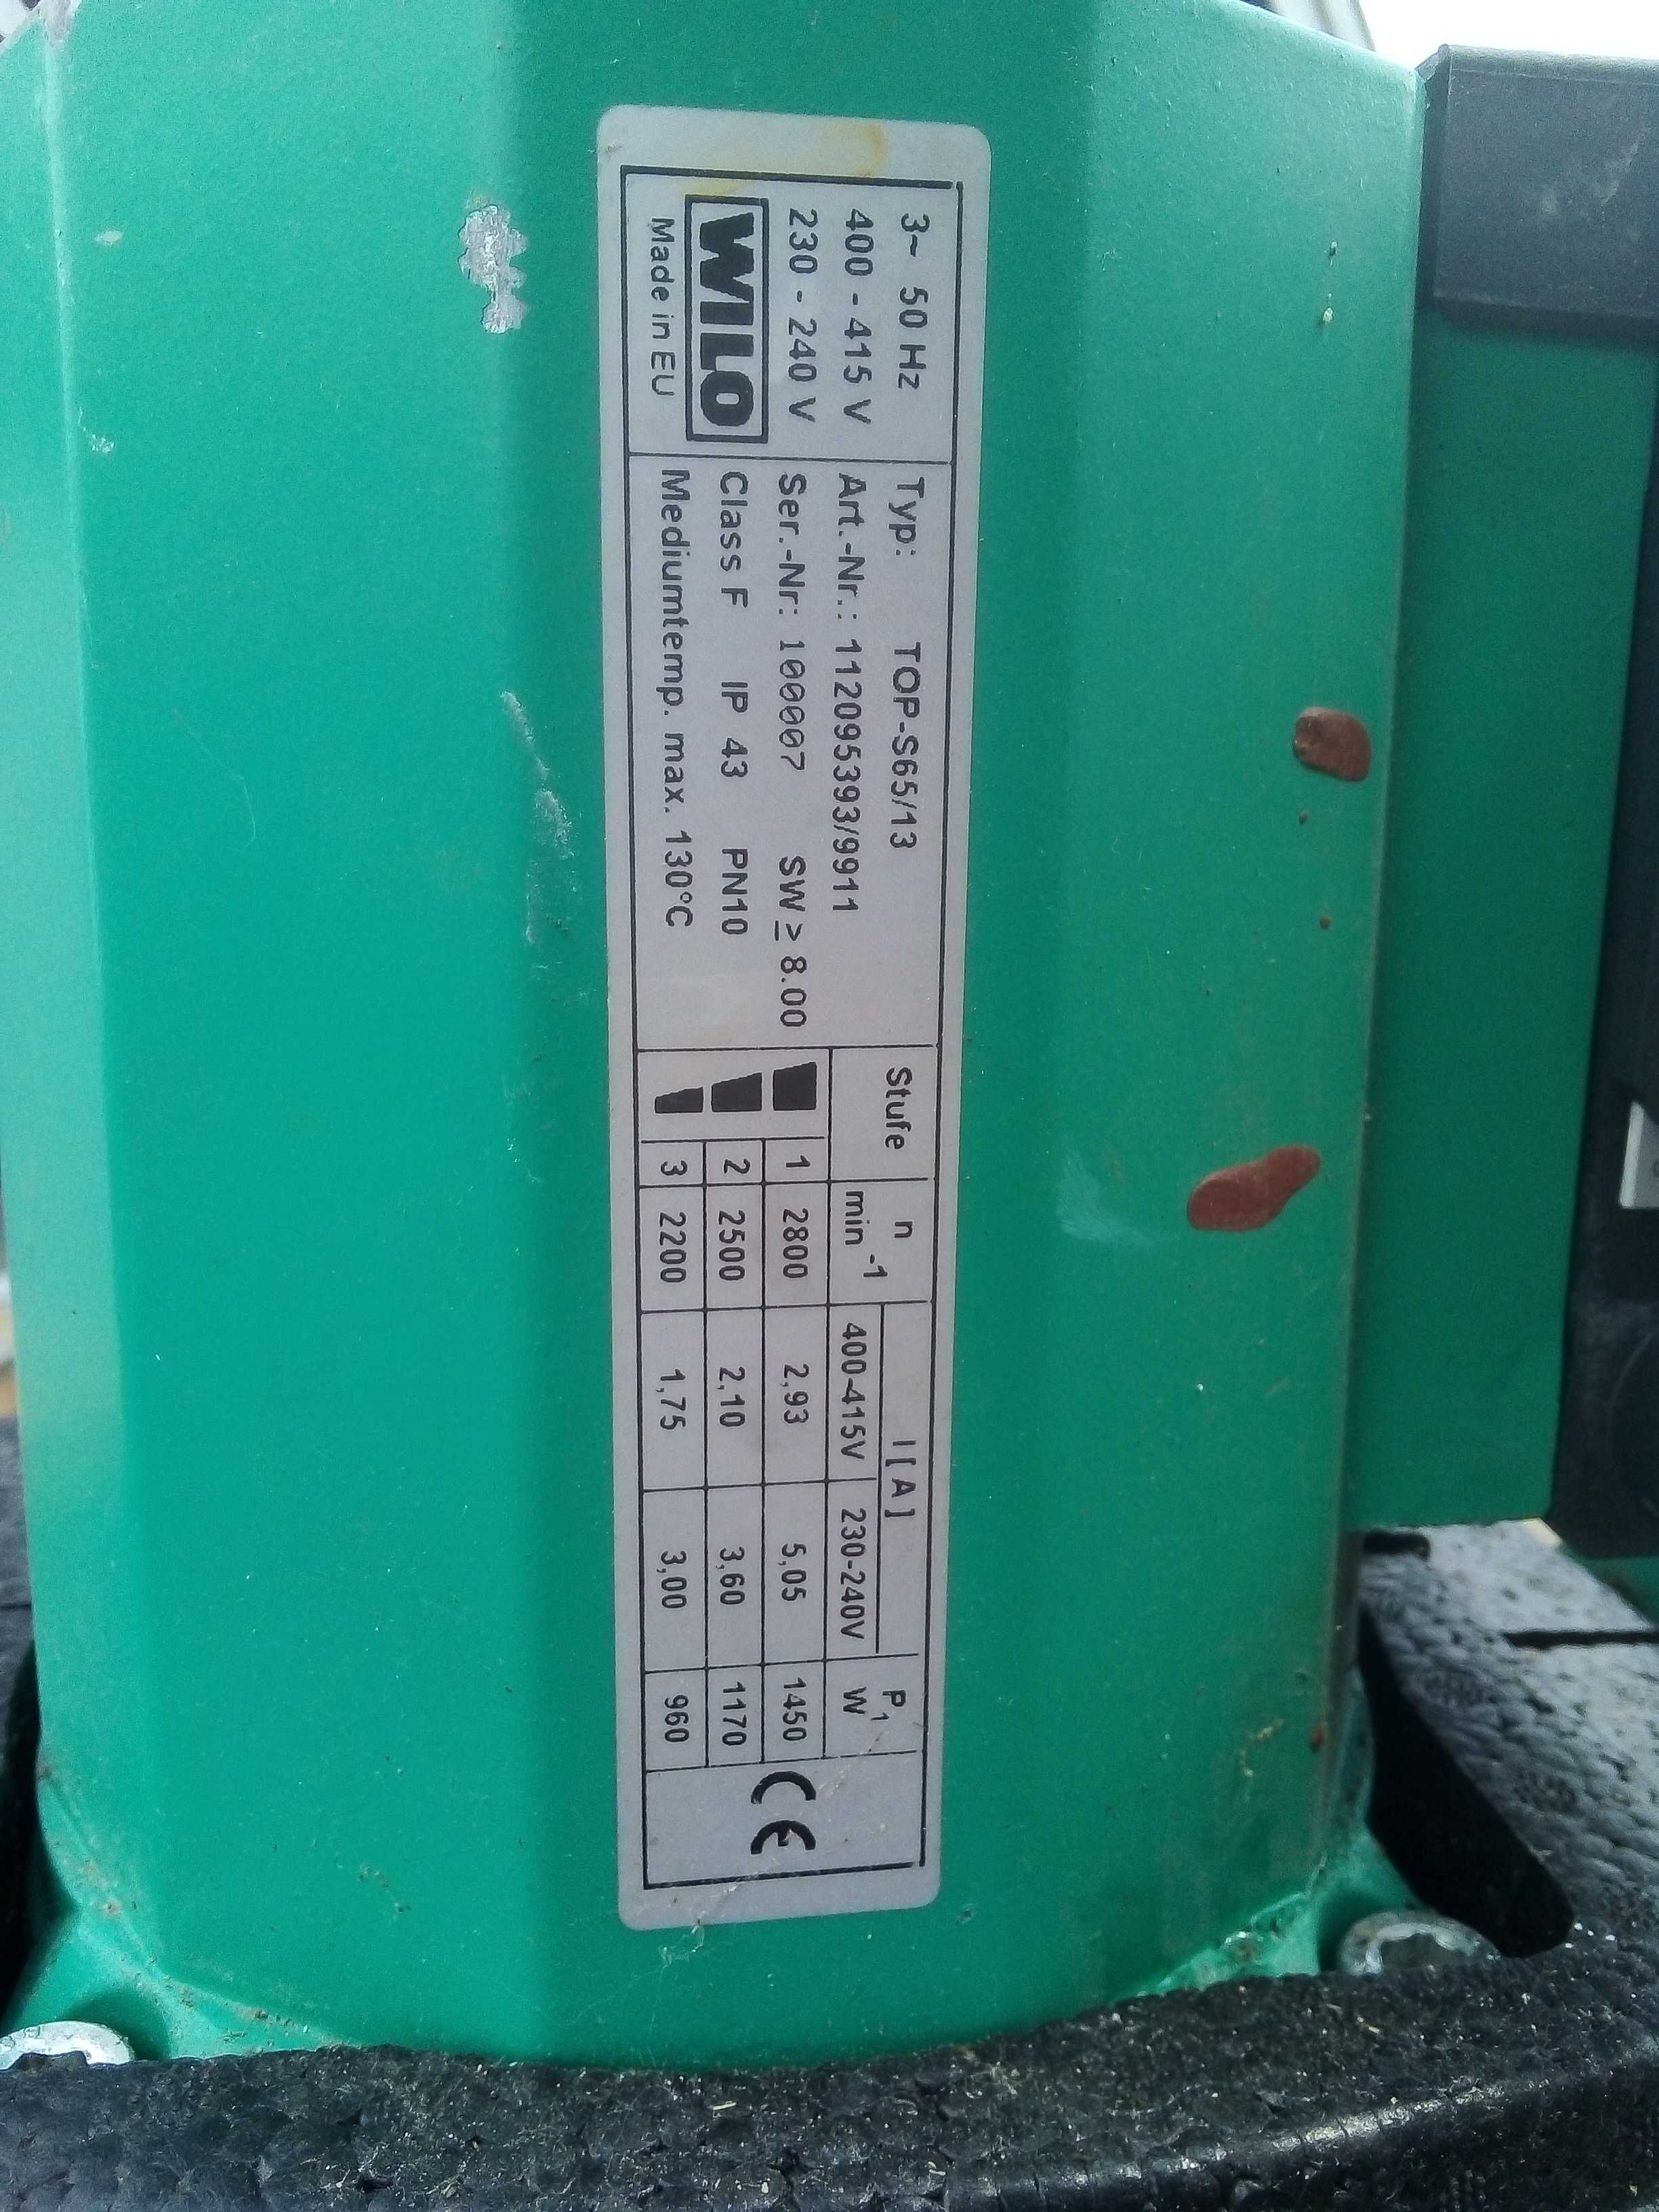 3~ 50 Hz
400 - 415 V
230 - 240 V
WILO
Made in EU
Typ: TOP-S65/13
Art.-Nr.: 112095393/9911
Ser.-Nr: 100007 SW ≥ 8.00
Class F IP 43 PN10
Mediumtemp. max. 130°C
Stufe n min⁻¹ I [A] P₁ W
400-415V 230-240V
1 2800 2,93 5,05 1450
2 2500 2,10 3,60 1170
3 2200 1,75 3,00 960
CE